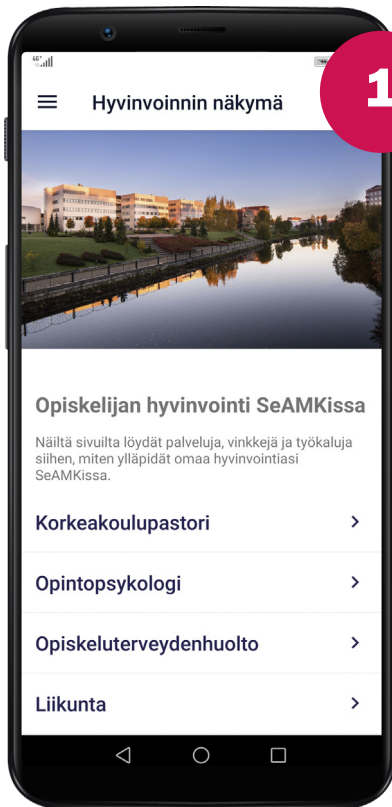 1
Hyvinvoinnin näkymä
Opiskelijan hyvinvointi SeAMKissa
Näiltä sivuilta löydät palveluja, vinkkejä ja työkaluja
siihen, miten ylläpidät omaa hyvinvointiasi
SeAMKissa.
Korkeakoulupastori
Opintopsykologi
Opiskeluterveydenhuolto
Liikunta